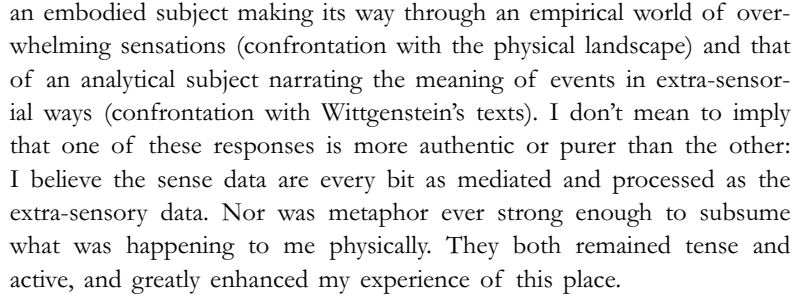 an embodied subject making its way through an empirical world of over-
whelming sensations (confrontation with the physical landscape) and that
of an analytical subject narrating the meaning of events in extra-sensor-
ial ways (confrontation with Wittgenstein’s texts). I don’t mean to imply
that one of these responses is more authentic or purer than the other:
I believe the sense data are every bit as mediated and processed as the
extra-sensory data. Nor was metaphor ever strong enough to subsume
what was happening to me physically. They both remained tense and
active, and greatly enhanced my experience of this place.